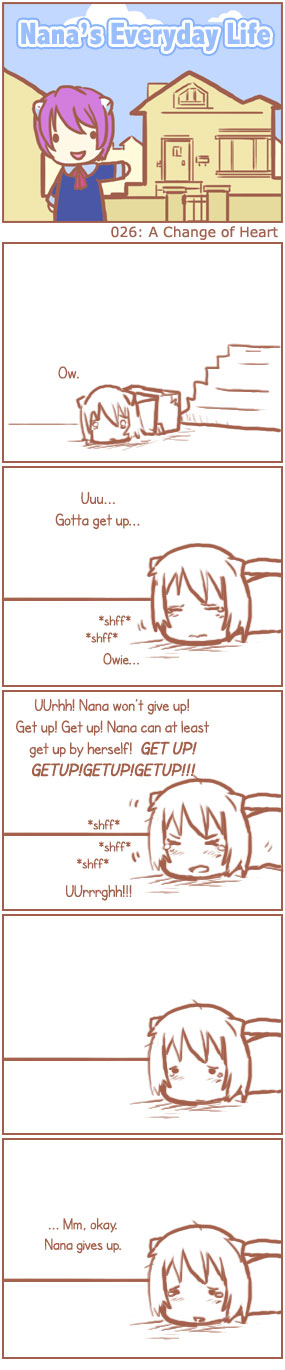 Nana's Everyday Life
026: A Change of Heart
Ow.
Uuu...
Gotta get up...
*shff*
*shff*
Owie...
UUrhh! Nana won't give up!
Get up! Get up! Nana can at least
get up by herself! GET UP!
GETUP!GETUP!GETUP!!!
*shff*
*shff*
*shff*
UUrrrghh!!!
... Mm, okay.
Nana gives up.